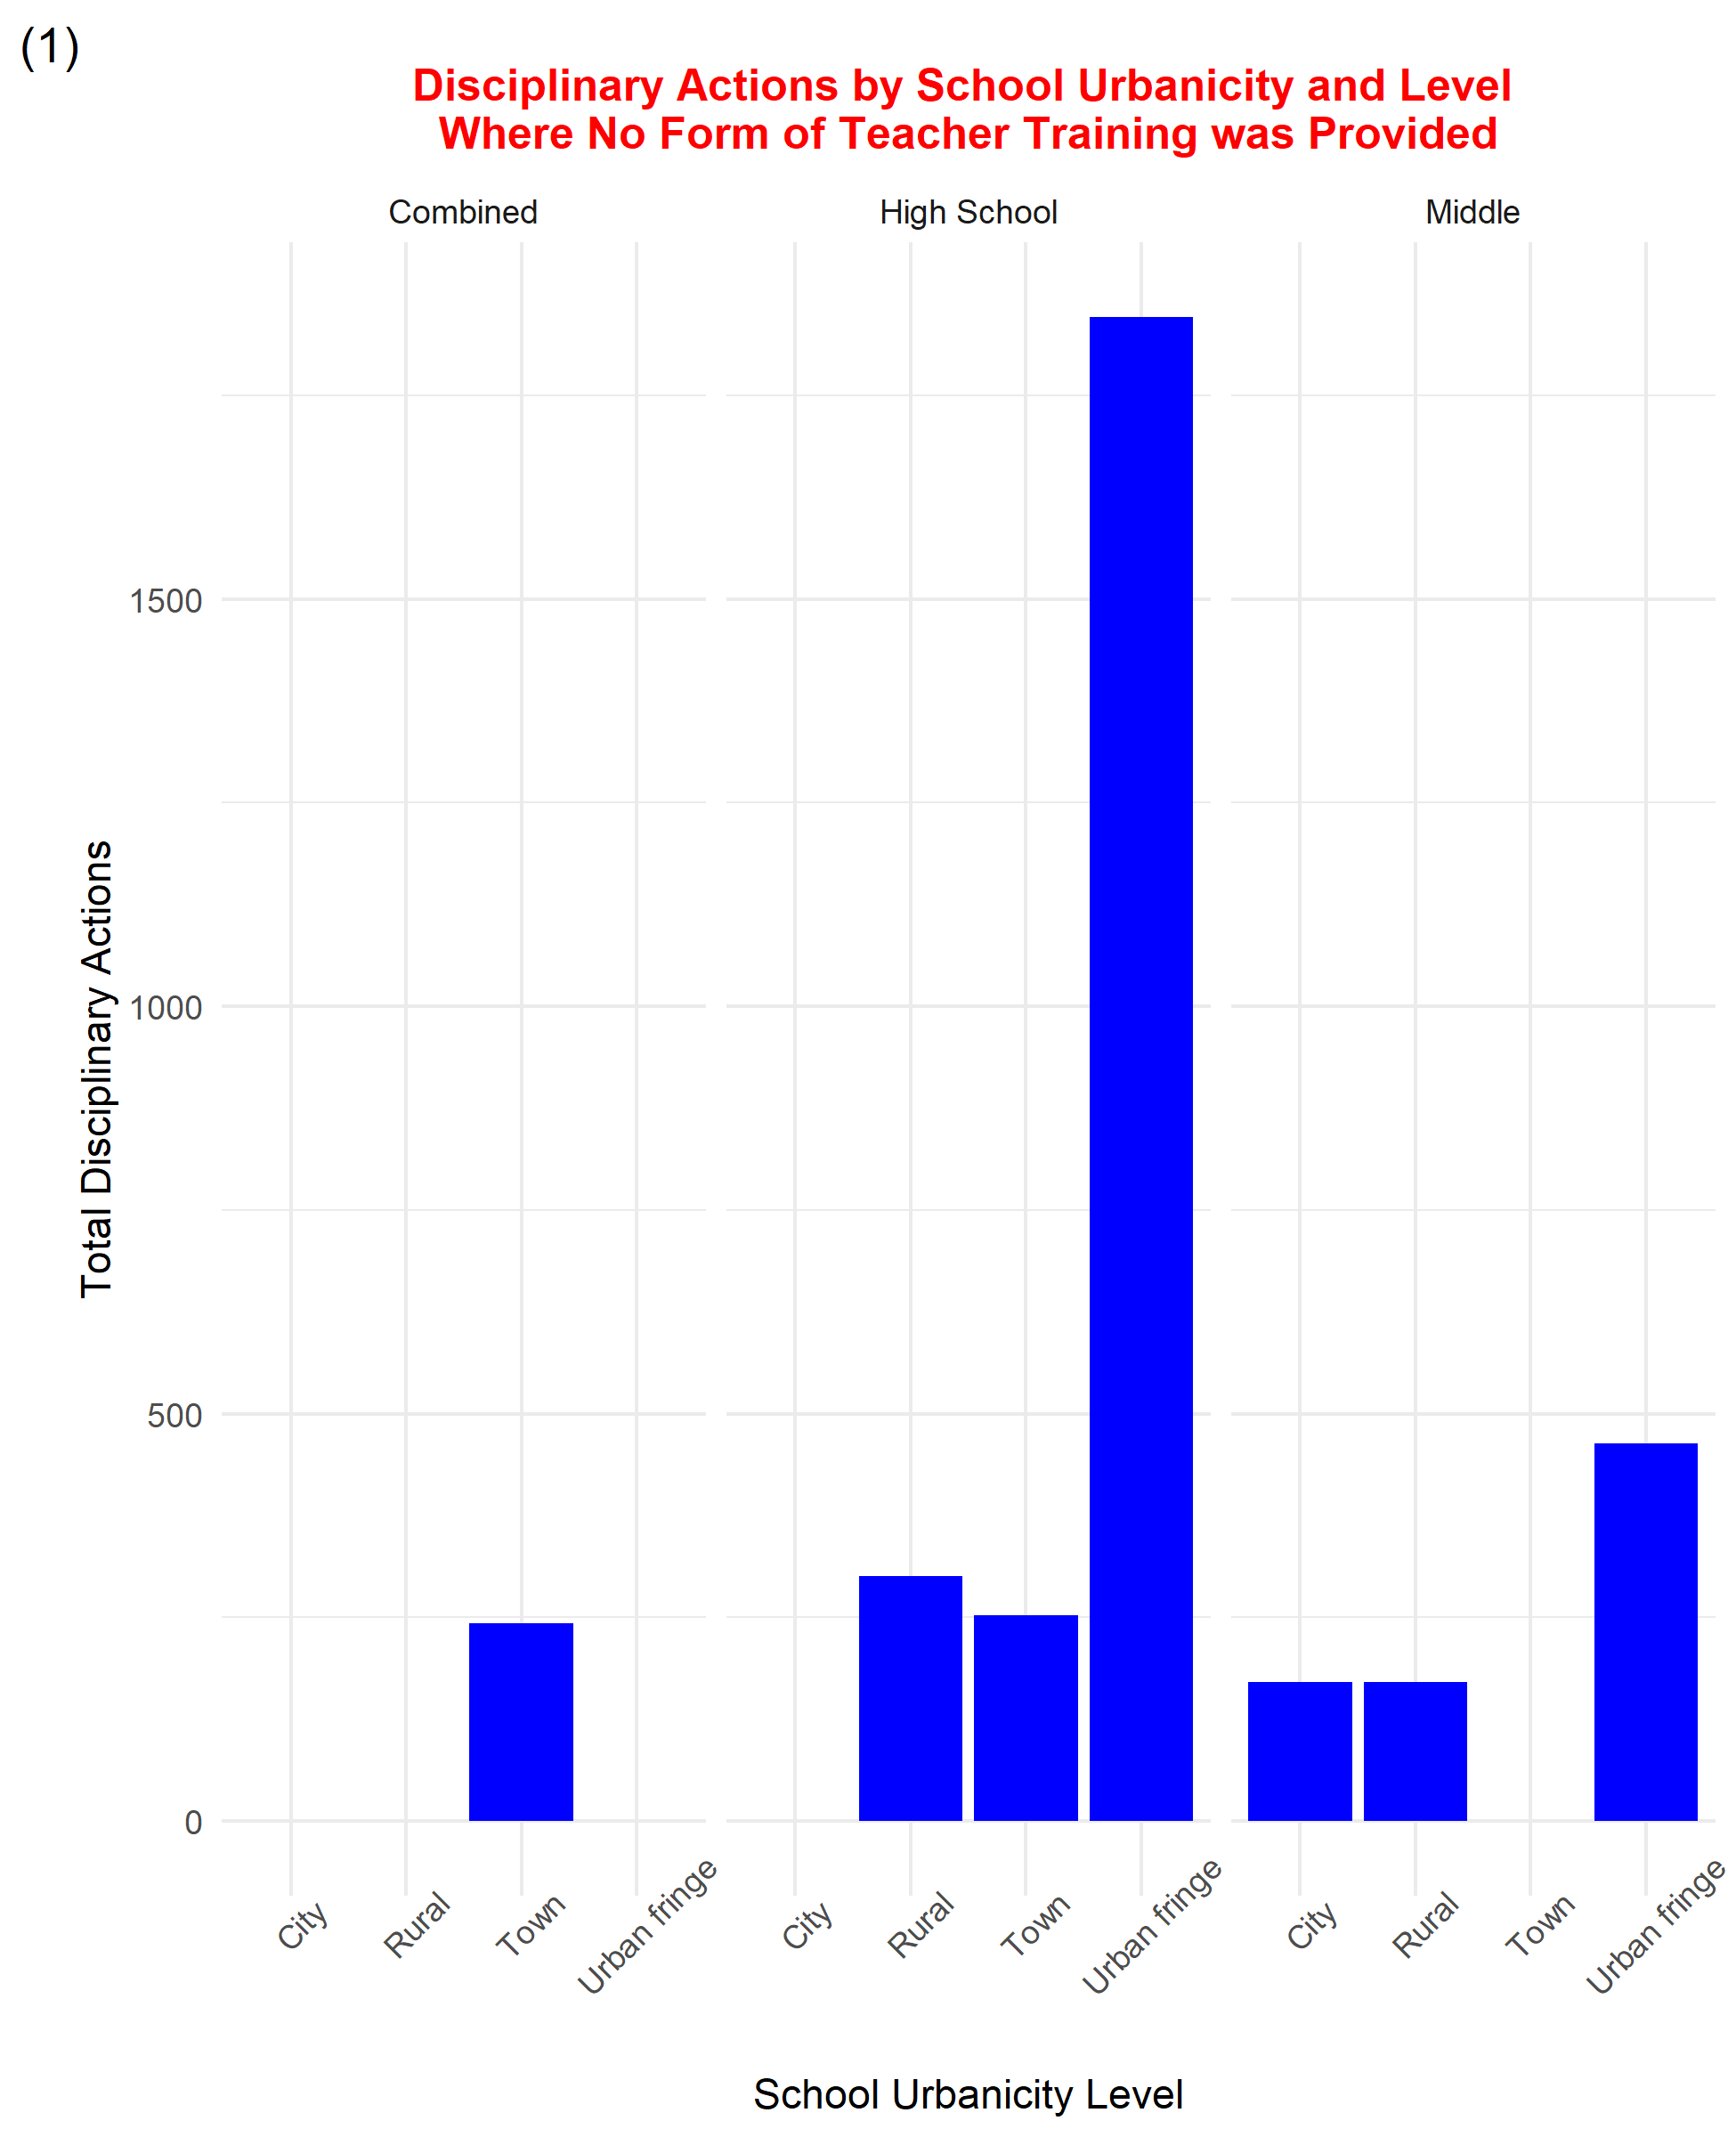 (1)
Disciplinary Actions by School Urbanicity and Level
Where No Form of Teacher Training was Provided
Combined
High School
Middle
Total Disciplinary Actions
1500
1000
500
0
City
Rural
Town
Urban fringe
City
Rural
Town
Urban fringe
City
Rural
Town
Urban fringe
School Urbanicity Level